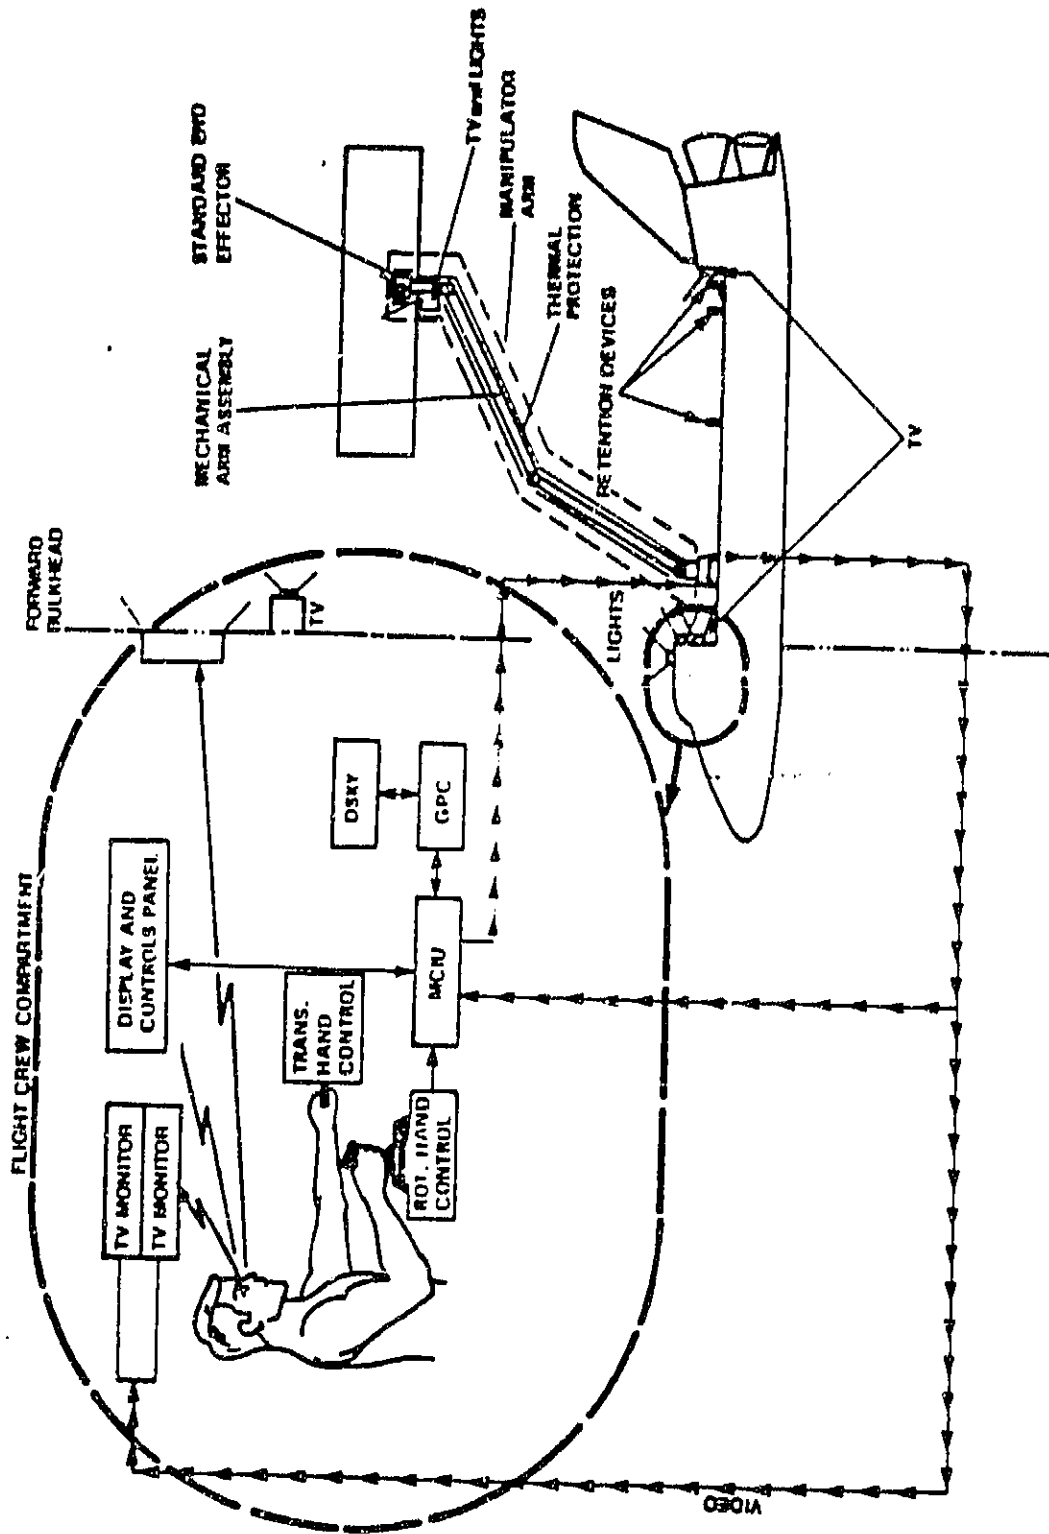 FLIGHT CREW COMPARTMENT
FORWARD
BULKHEAD
TV MONITOR
TV MONITOR
DISPLAY AND
CONTROLS PANEL
TV
MECHANICAL
ARM ASSEMBLY
STANDARD END
EFFECTOR
TV and LIGHTS
MANIPULATOR
ARM
THERMAL
PROTECTION
RETENTION DEVICES
LIGHTS
TV
TRANS.
HAND
CONTROL
DSKY
GPC
MCIU
ROT. HAND
CONTROL
VIDEO